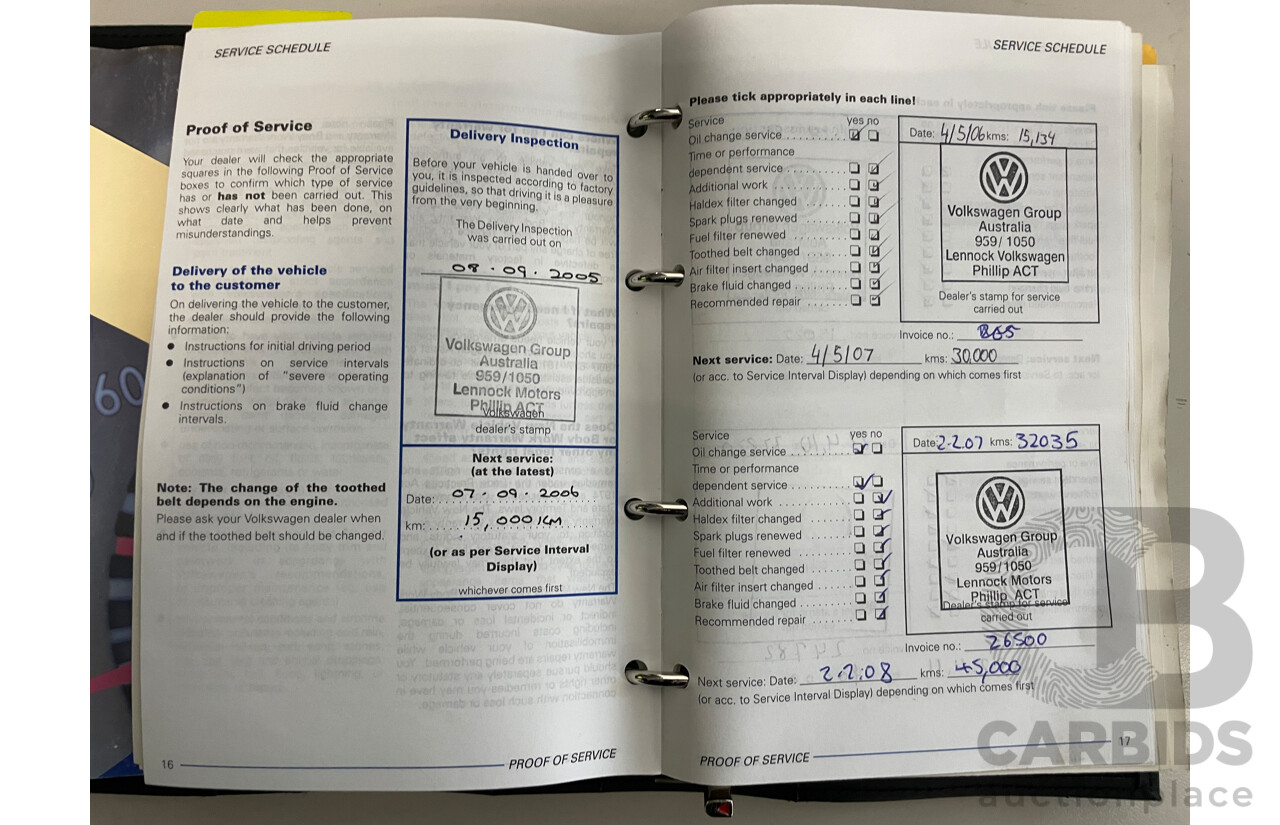 SERVICE SCHEDULE
Proof of Service
Your dealer will check the appropriate
squares in the following Proof of Service
boxes to confirm which type of service
has or has not been carried out. This
shows clearly what has been done, on
what date and helps prevent
misunderstandings.
Delivery of the vehicle
to the customer
On delivering the vehicle to the customer,
the dealer should provide the following
information:
● Instructions for initial driving period
● Instructions on service intervals
(explanation of "severe operating
conditions")
● Instructions on brake fluid change
intervals.
Note: The change of the toothed
belt depends on the engine.
Please ask your Volkswagen dealer when
and if the toothed belt should be changed.
Delivery Inspection
Before your vehicle is handed over to
you, it is inspected according to factory
guidelines, so that driving it is a pleasure
from the very beginning.
The Delivery Inspection
was carried out on
08.09.2005
Volkswagen Group
Australia
959/1050
Lennock Motors
Phillip ACT
Volkswagen
dealer's stamp
Next service:
(at the latest)
Date: 07.09.2006
km: 15,000 KM
(or as per Service Interval
Display)
whichever comes first
16
PROOF OF SERVICE
SERVICE SCHEDULE
Please tick appropriately in each line!
Service yes no
Oil change service
Time or performance
dependent service
Additional work
Haldex filter changed
Spark plugs renewed
Fuel filter renewed
Toothed belt changed
Air filter insert changed
Brake fluid changed
Recommended repair
Date: 4/5/06 kms: 15,134
Volkswagen Group
Australia
959/ 1050
Lennock Volkswagen
Phillip ACT
Dealer's stamp for service
carried out
Invoice no.:
Next service: Date: 4/5/07 kms: 30,000
(or acc. to Service Interval Display) depending on which comes first
Service yes no
Oil change service
Time or performance
dependent service
Additional work
Haldex filter changed
Spark plugs renewed
Fuel filter renewed
Toothed belt changed
Air filter insert changed
Brake fluid changed
Recommended repair
Date: 2.2.07 kms: 32035
Volkswagen Group
Australia
959/1050
Lennock Motors
Phillip ACT
Dealer's stamp for service
carried out
Invoice no.: 26500
Next service: Date: 2.2.08 kms: 45,000
(or acc. to Service Interval Display) depending on which comes first
PROOF OF SERVICE
17
60
CARBIDS
auctionplace